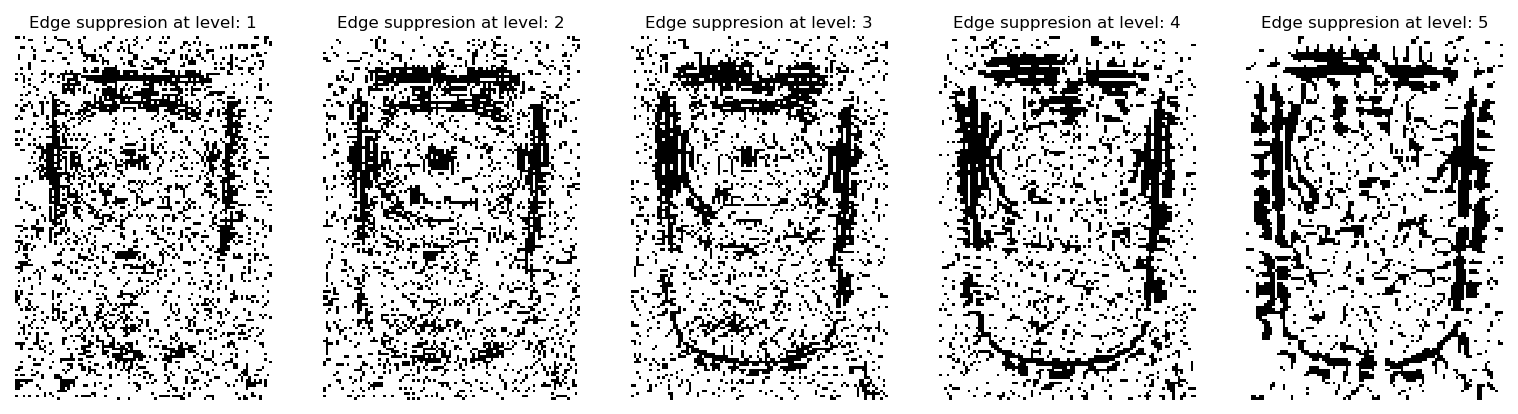 Edge suppresion at level: 1
Edge suppresion at level: 2
Edge suppresion at level: 3
Edge suppresion at level: 4
Edge suppresion at level: 5